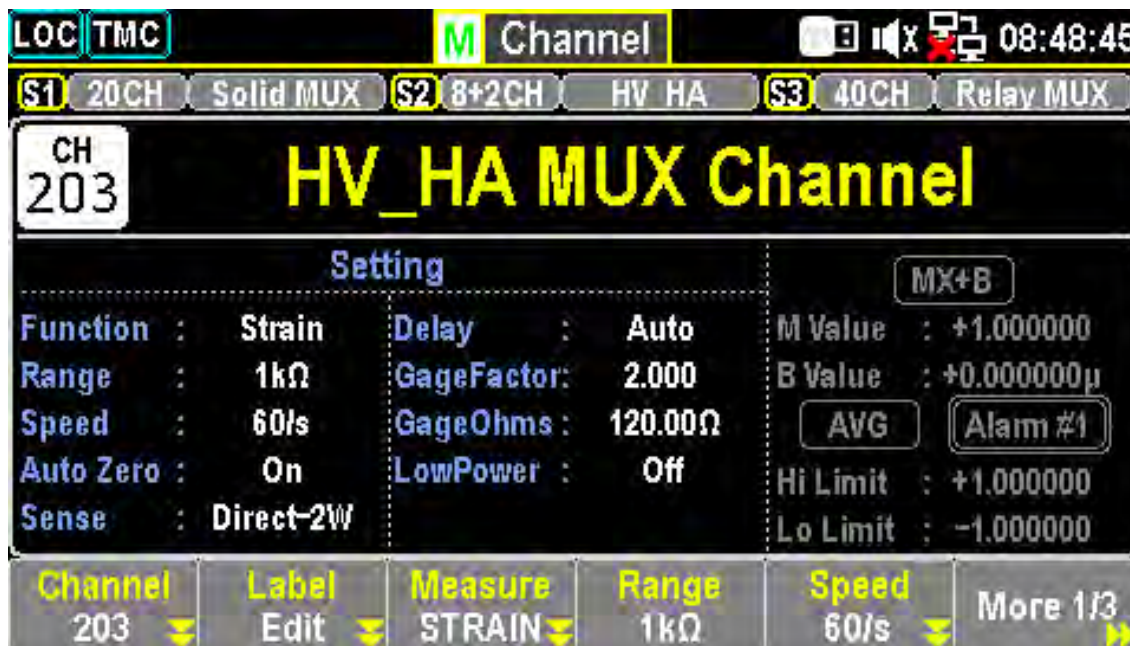 LOC TMC M Channel 08:48:45
S1 20CH Solid MUX S2 8+2CH HV HA S3 40CH Relay MUX
CH
203
HV_HA MUX Channel
Setting
MX+B
Function : Strain Delay : Auto M Value : +1.000000
Range : 1kΩ GageFactor: 2.000 B Value : +0.000000µ
Speed : 60/s GageOhms : 120.00Ω AVG Alarm #1
Auto Zero : On LowPower : Off Hi Limit : +1.000000
Sense : Direct-2W Lo Limit : -1.000000
Channel Label Measure Range Speed More 1/3
203 Edit STRAIN 1kΩ 60/s